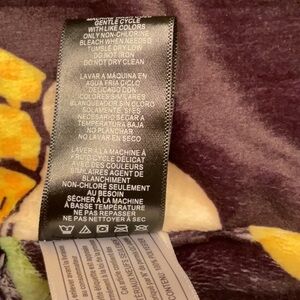 GENTLE CYCLE
WITH LIKE COLORS
ONLY NON-CHLORINE
BLEACH WHEN NEEDED
TUMBLE DRY LOW
DO NOT IRON
DO NOT DRY CLEAN
LAVAR A MÁQUINA EN
AGUA FRÍA CICLO
DELICADO CON
COLORES SIMILARES
BLANQUEADOR SIN CLORO
SOLAMENTE, SI ES
NECESARIO SECAR A
TEMPERATURA BAJA
NO PLANCHAR
NO LAVAR EN SECO
LAVER À LA MACHINE À
FROID CYCLE DÉLICAT
AVEC DES COULEURS
SIMILAIRES AGENT DE
BLANCHIMENT
NON-CHLORÉ SEULEMENT
AU BESOIN
SÉCHER À LA MACHINE
À BASSE TEMPÉRATURE
NE PAS REPASSER
NE PAS NETTOYER À SEC